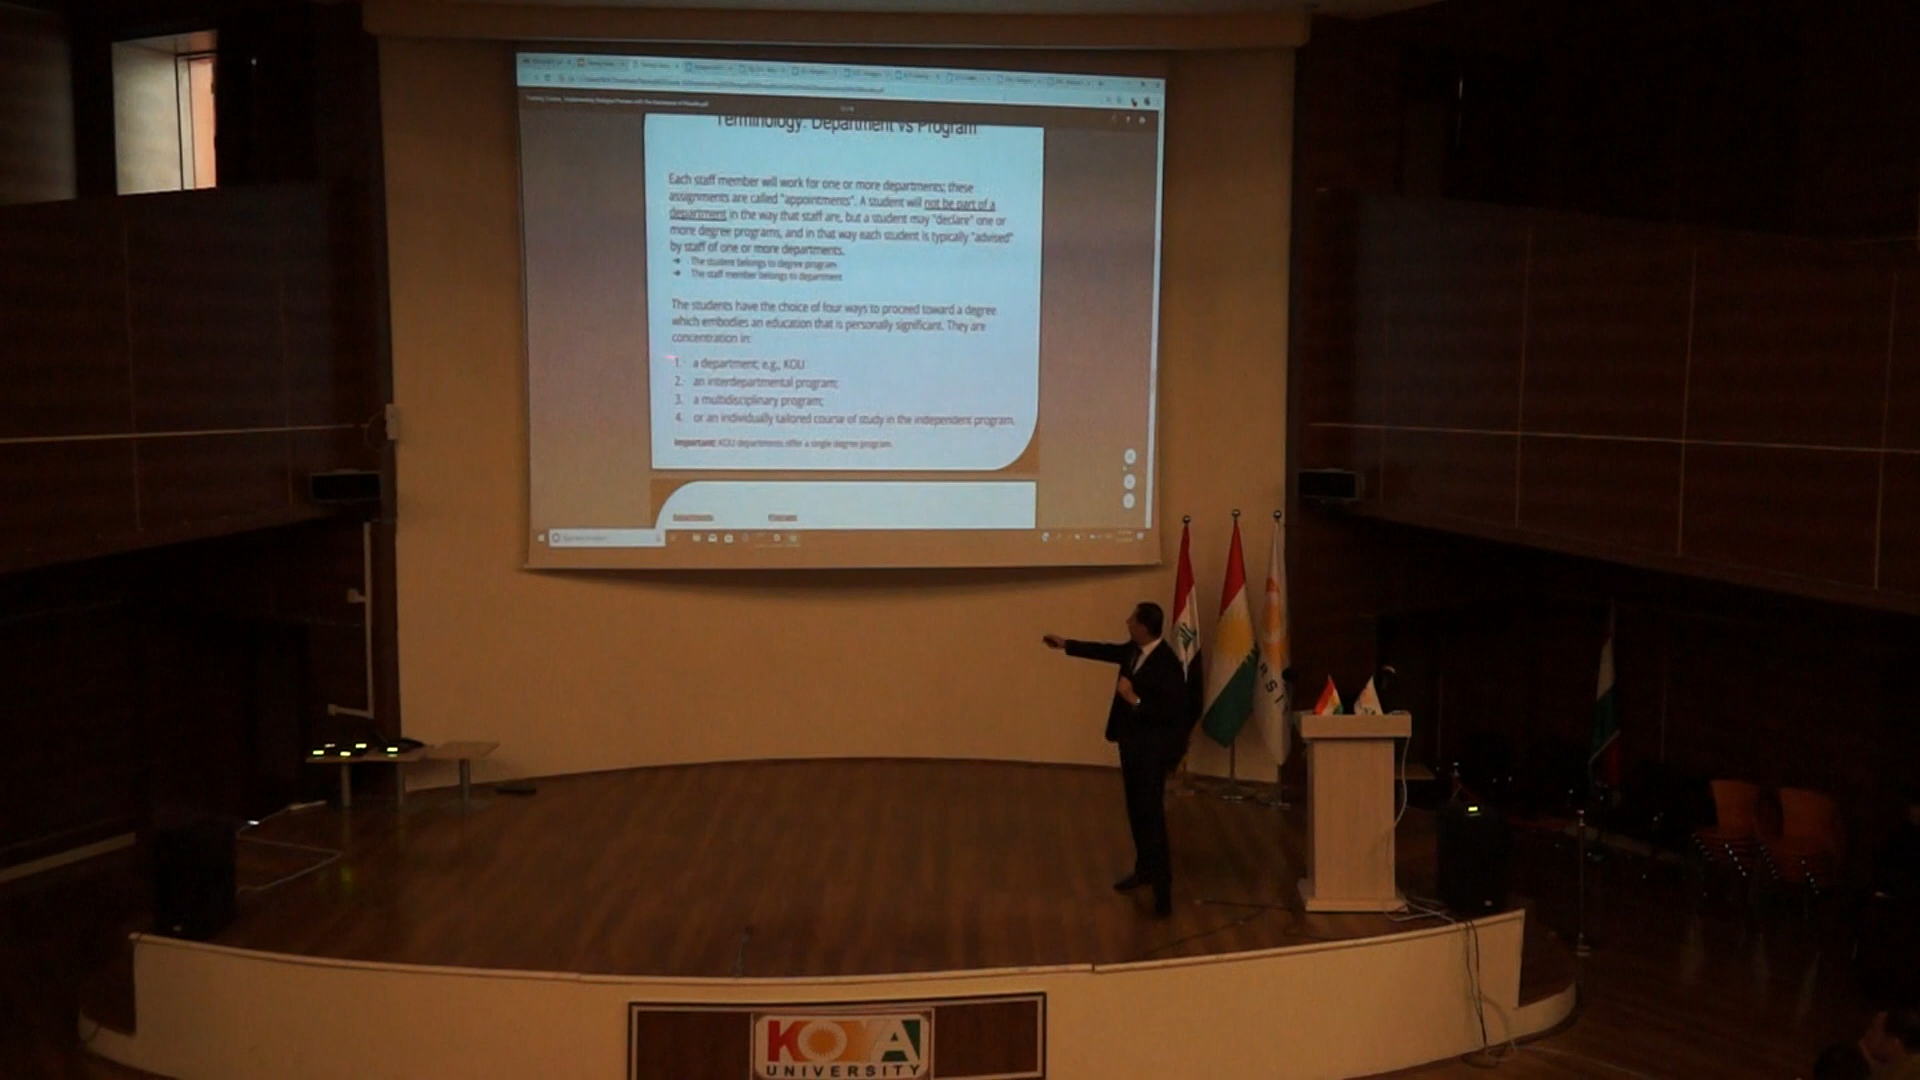 Terminology: Department vs Program
Each staff member will work for one or more departments; these
assignments are called "appointments". A student will not be part of a
department in the way that staff are, but a student may "declare" one or
more degree programs, and in that way each student is typically "advised"
by staff of one or more departments.
➔ The student belongs to degree program
➔ The staff member belongs to department
The students have the choice of four ways to proceed toward a degree
which embodies an education that is personally significant. They are
concentration in:
1. a department; e.g., KOU
2. an interdepartmental program;
3. a multidisciplinary program;
4. or an individually tailored course of study in the independent program.
Important: KOU departments offer a single degree program.
KOYA
UNIVERSITY